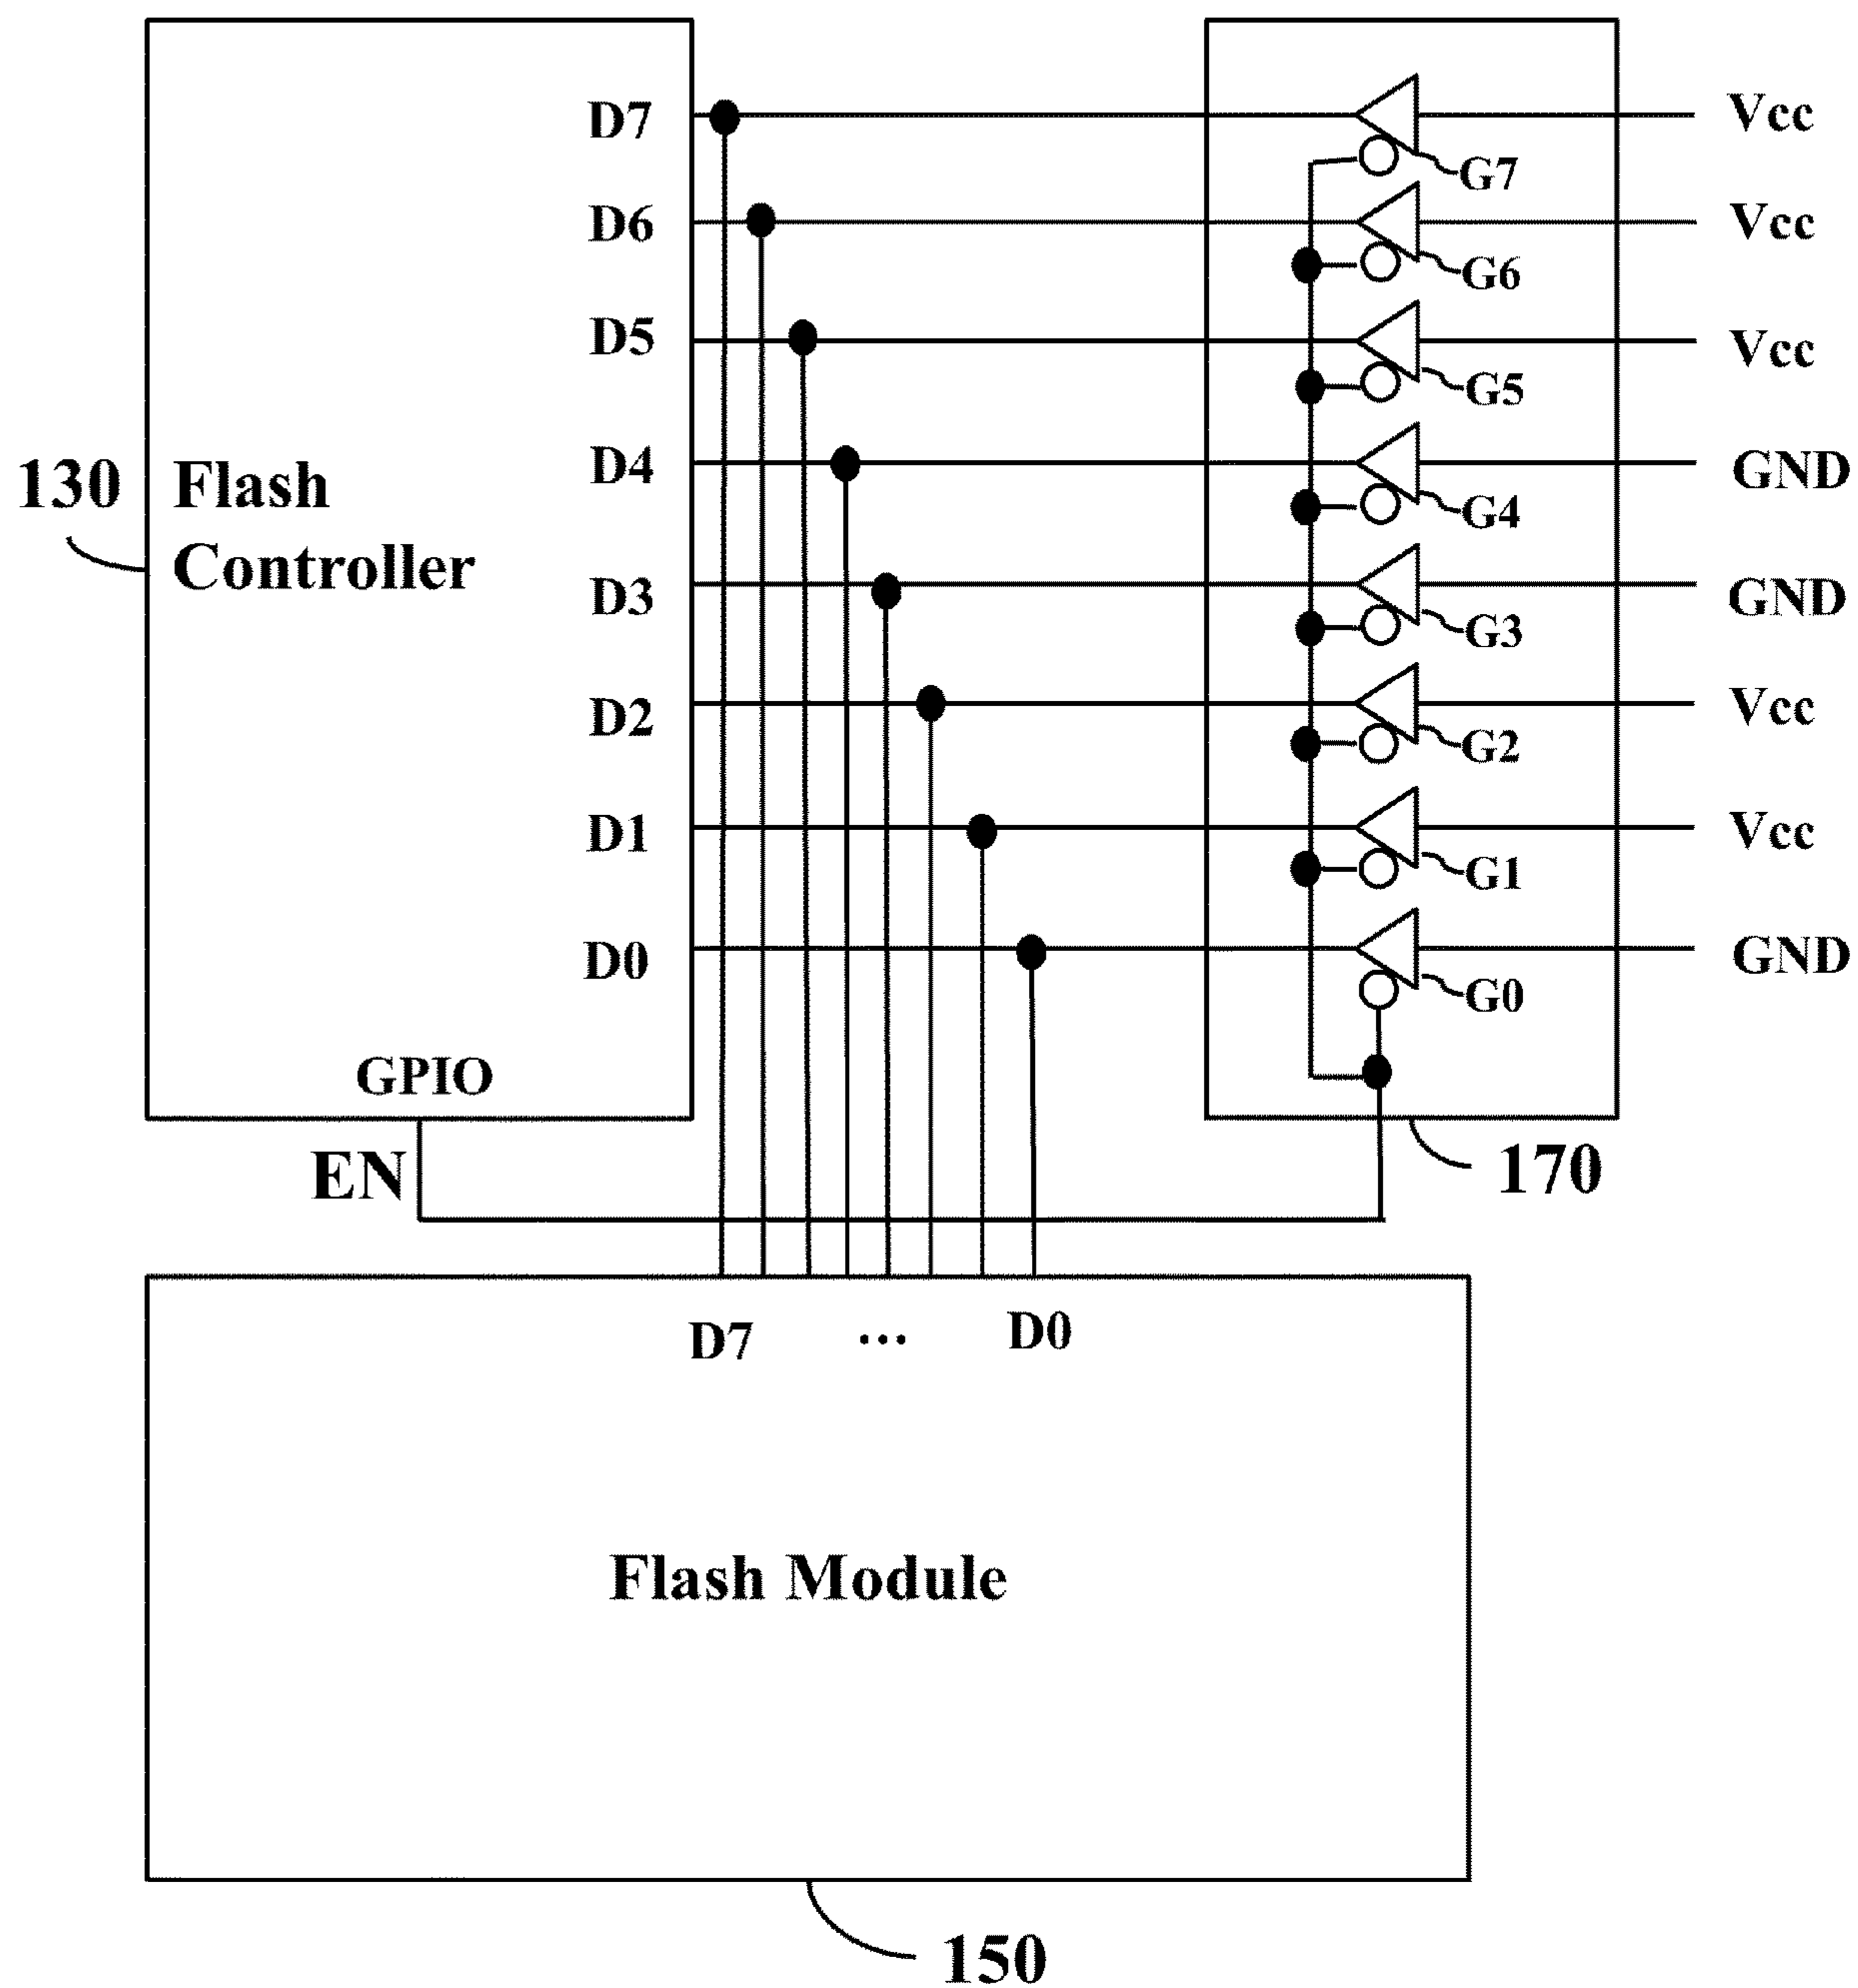 130
Flash
Controller
D7
D6
D5
D4
D3
D2
D1
D0
GPIO
EN
G7
G6
G5
G4
G3
G2
G1
G0
Vcc
Vcc
Vcc
GND
GND
Vcc
Vcc
GND
170
D7 ... D0
Flash Module
150